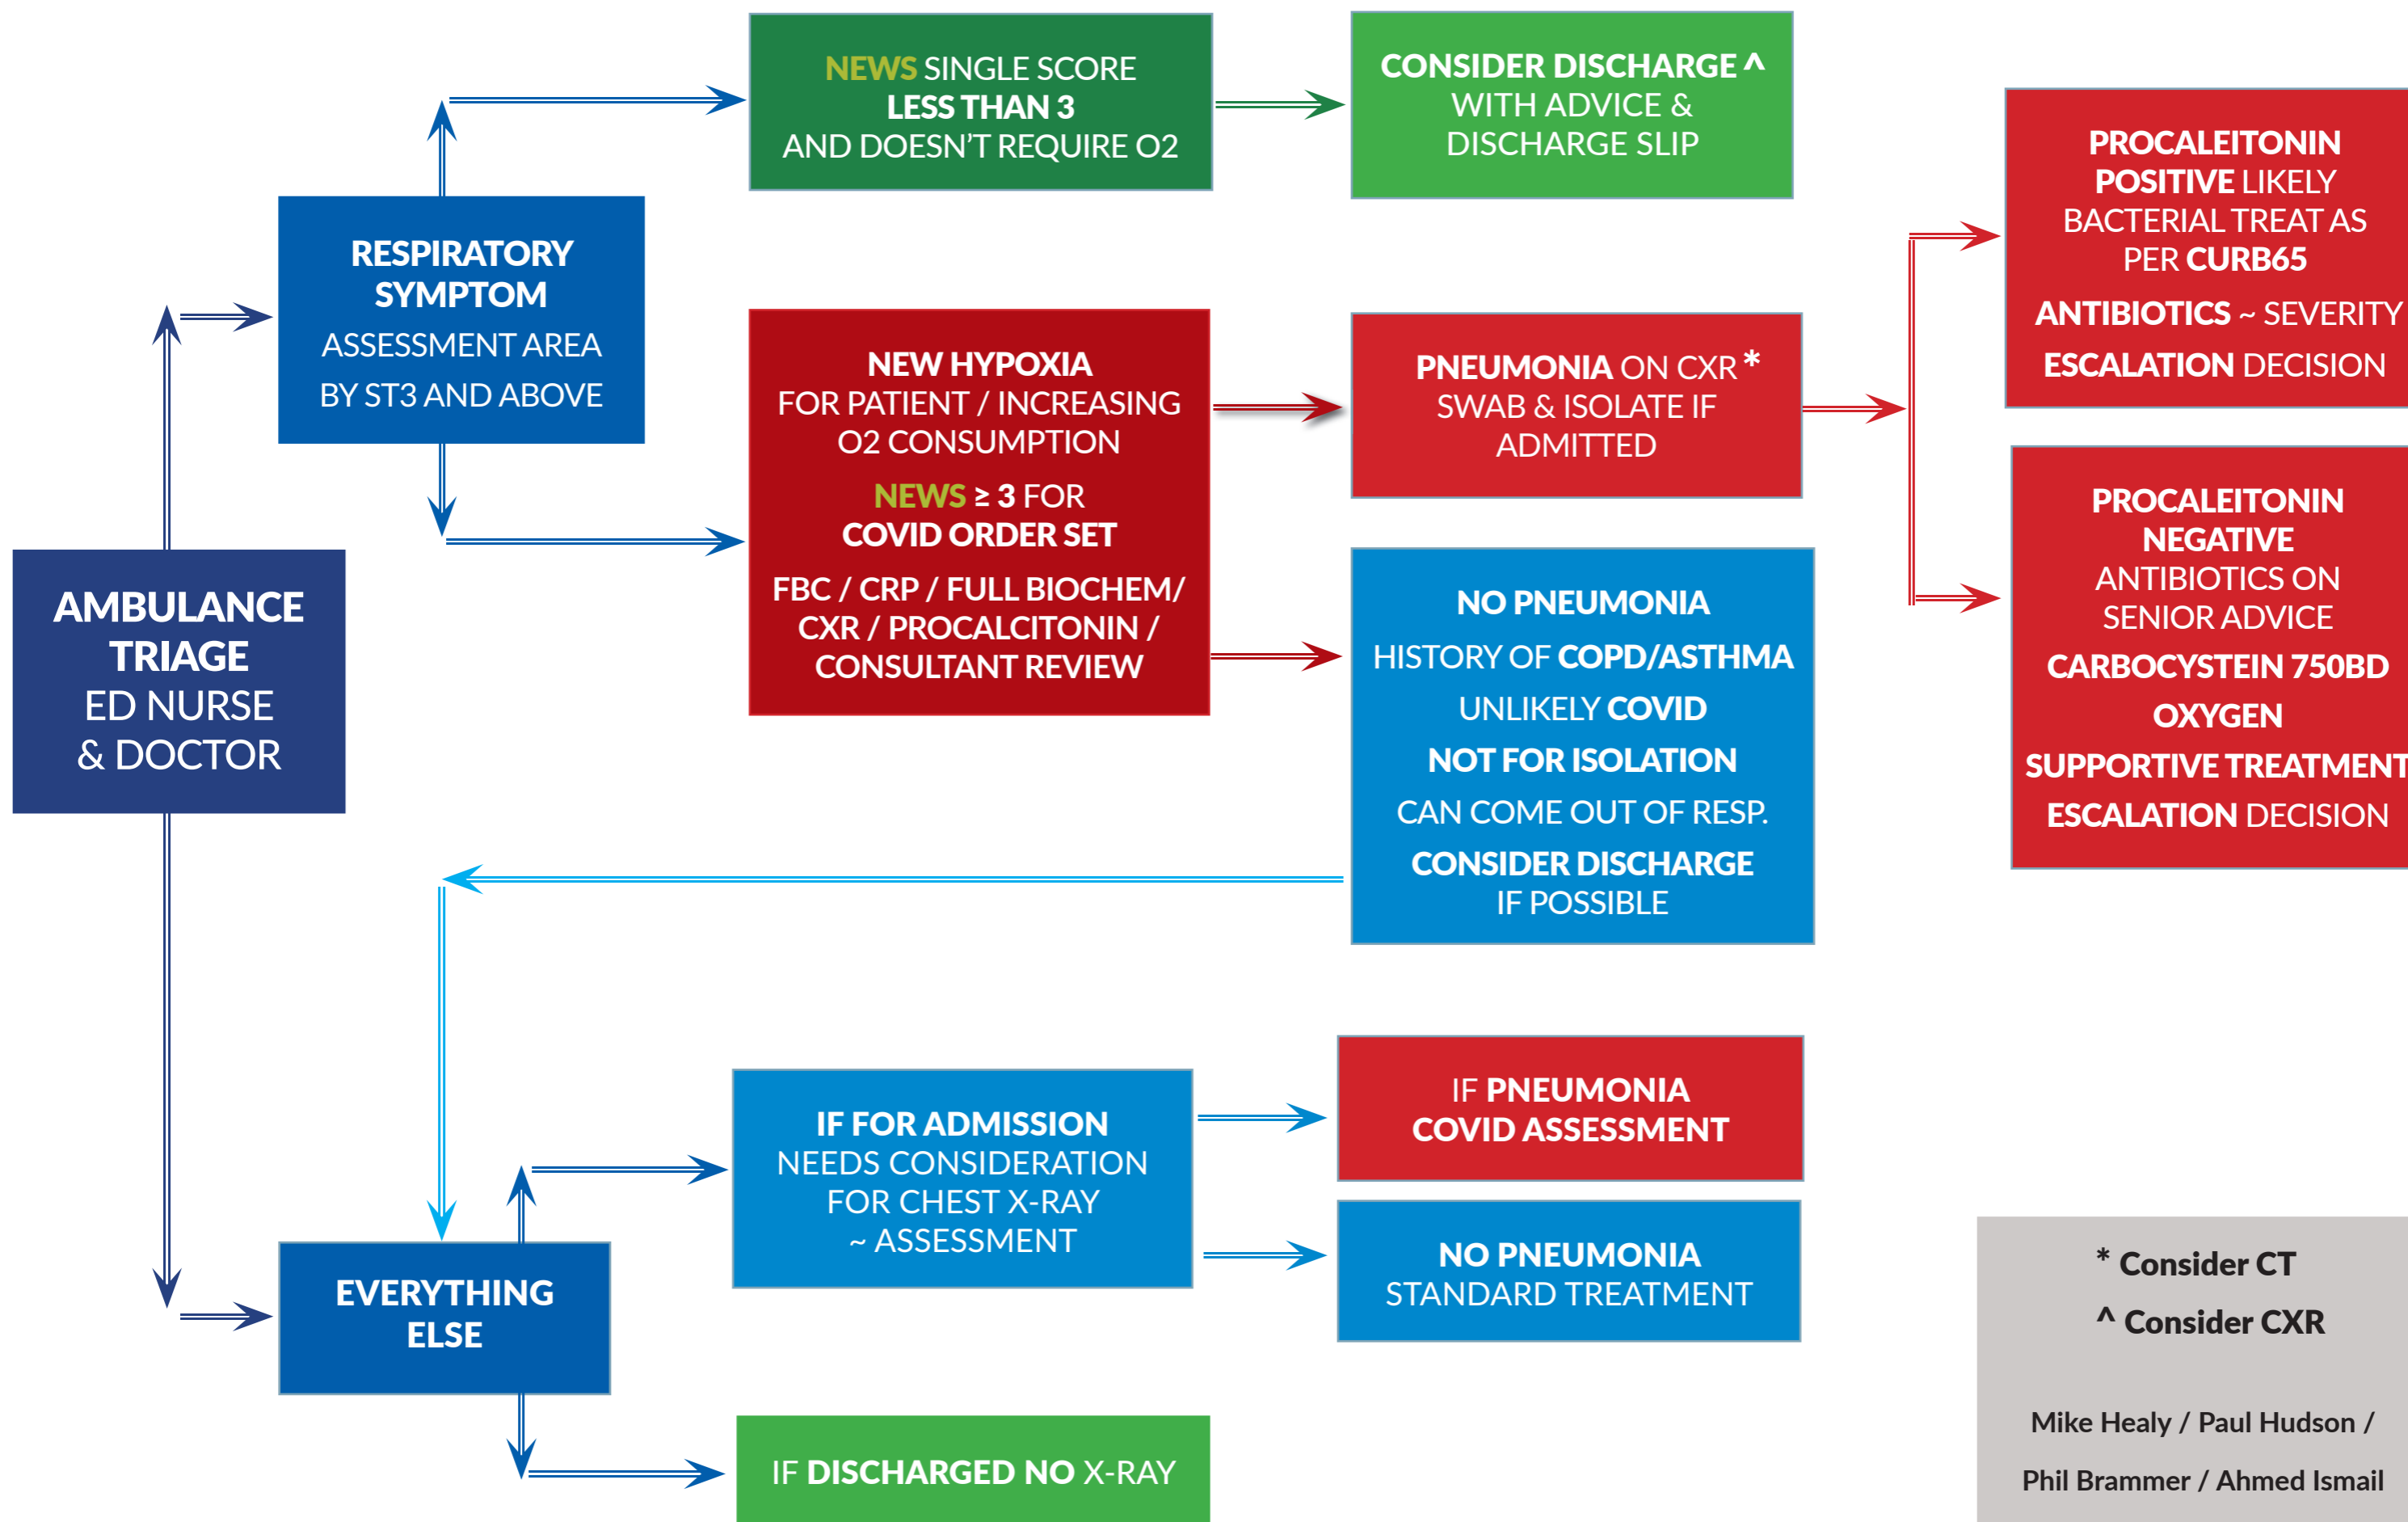 NEWS SINGLE SCORE
LESS THAN 3
AND DOESN'T REQUIRE O2
CONSIDER DISCHARGE ^
WITH ADVICE &
DISCHARGE SLIP
PROCALEITONIN
POSITIVE LIKELY
BACTERIAL TREAT AS
PER CURB65
ANTIBIOTICS ~ SEVERITY
ESCALATION DECISION
RESPIRATORY
SYMPTOM
ASSESSMENT AREA
BY ST3 AND ABOVE
NEW HYPOXIA
FOR PATIENT / INCREASING
O2 CONSUMPTION
NEWS ≥ 3 FOR
COVID ORDER SET
FBC / CRP / FULL BIOCHEM/
CXR / PROCALCITONIN /
CONSULTANT REVIEW
PNEUMONIA ON CXR *
SWAB & ISOLATE IF
ADMITTED
PROCALEITONIN
NEGATIVE
ANTIBIOTICS ON
SENIOR ADVICE
CARBOCYSTEIN 750BD
OXYGEN
SUPPORTIVE TREATMENT
ESCALATION DECISION
AMBULANCE
TRIAGE
ED NURSE
& DOCTOR
NO PNEUMONIA
HISTORY OF COPD/ASTHMA
UNLIKELY COVID
NOT FOR ISOLATION
CAN COME OUT OF RESP.
CONSIDER DISCHARGE
IF POSSIBLE
IF FOR ADMISSION
NEEDS CONSIDERATION
FOR CHEST X-RAY
~ ASSESSMENT
IF PNEUMONIA
COVID ASSESSMENT
NO PNEUMONIA
STANDARD TREATMENT
EVERYTHING
ELSE
IF DISCHARGED NO X-RAY
* Consider CT
^ Consider CXR
Mike Healy / Paul Hudson /
Phil Brammer / Ahmed Ismail